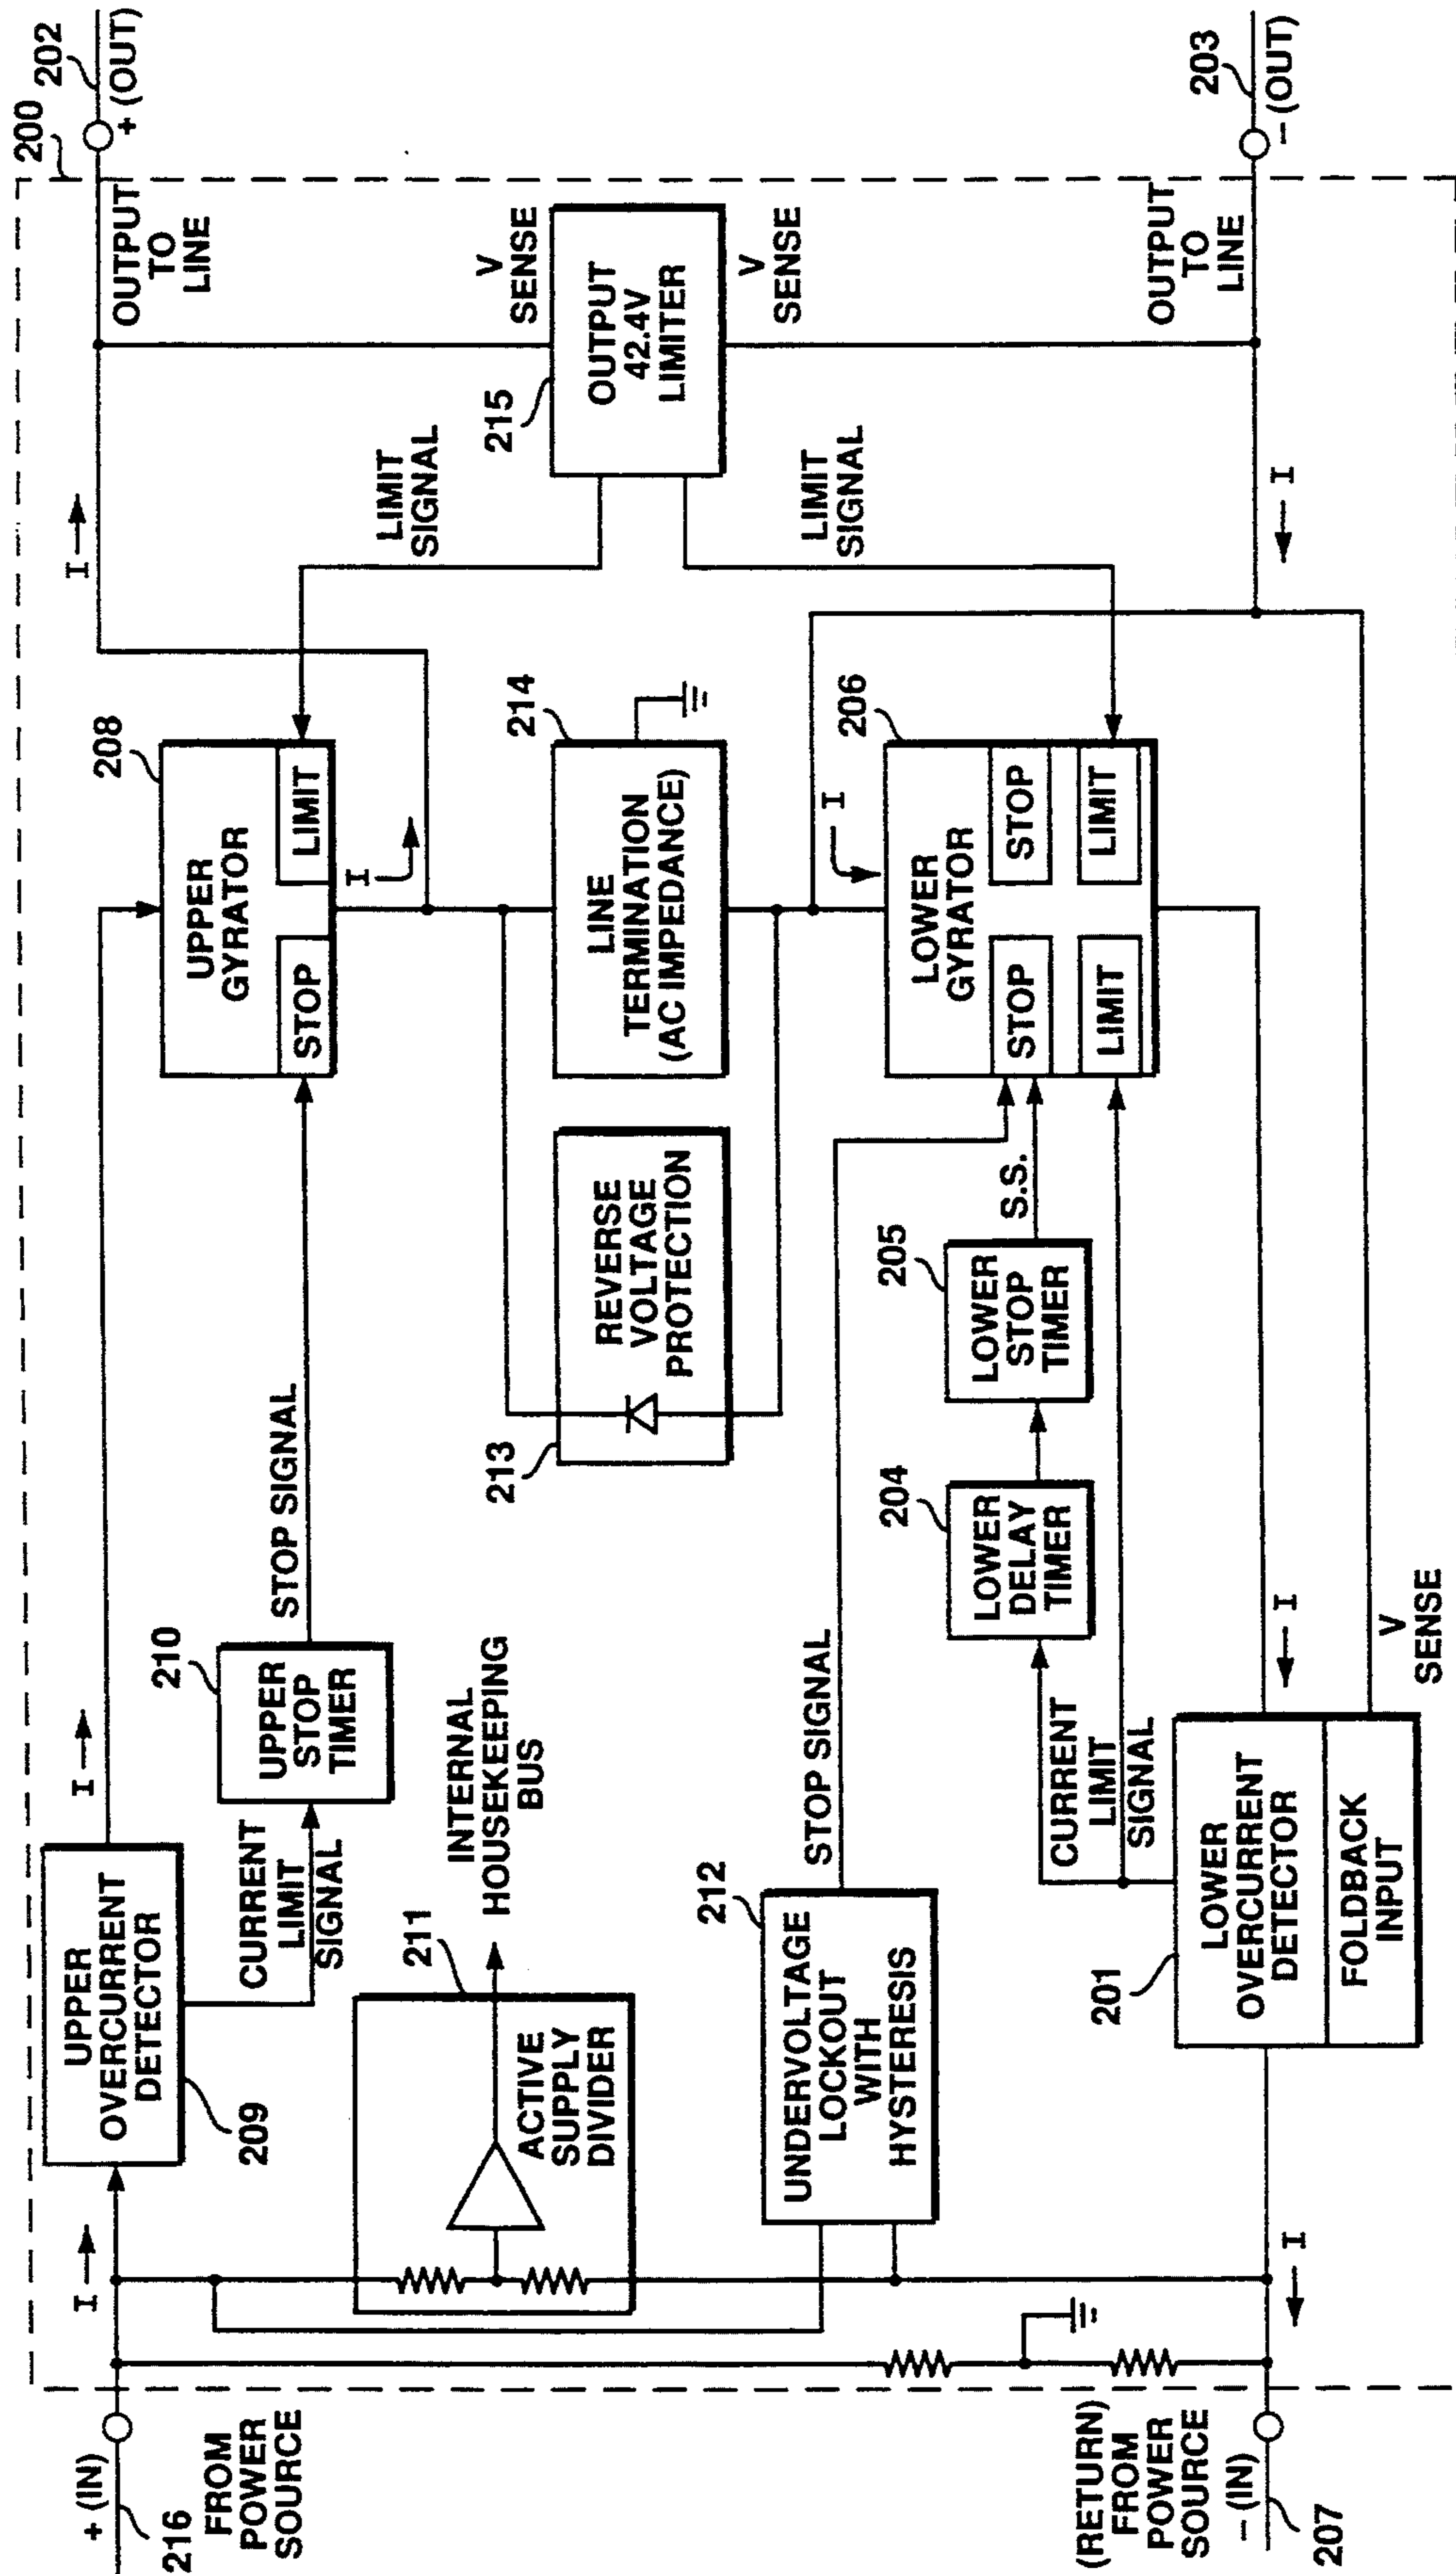 200
+ (IN)
216
FROM
POWER
SOURCE
I
UPPER
OVERCURRENT
DETECTOR
209
I
CURRENT
LIMIT
SIGNAL
210
UPPER
STOP
TIMER
STOP SIGNAL
208
UPPER
GYRATOR
STOP
LIMIT
I
I
LIMIT
SIGNAL
OUTPUT
TO
LINE
202
+ (OUT)
211
ACTIVE
SUPPLY
DIVIDER
INTERNAL
HOUSEKEEPING
BUS
213
REVERSE
VOLTAGE
PROTECTION
214
LINE
TERMINATION
(AC IMPEDANCE)
V
SENSE
215
OUTPUT
42.4V
LIMITER
V
SENSE
212
UNDERVOLTAGE
LOCKOUT
WITH
HYSTERESIS
STOP SIGNAL
204
LOWER
DELAY
TIMER
205
LOWER
STOP
TIMER
S.S.
I
206
LOWER
GYRATOR
STOP
STOP
LIMIT
LIMIT
LIMIT
SIGNAL
CURRENT
LIMIT
SIGNAL
201
LOWER
OVERCURRENT
DETECTOR
FOLDBACK
INPUT
I
V
SENSE
I
OUTPUT
TO
LINE
203
− (OUT)
(RETURN)
FROM
POWER
SOURCE
− (IN)
207
I